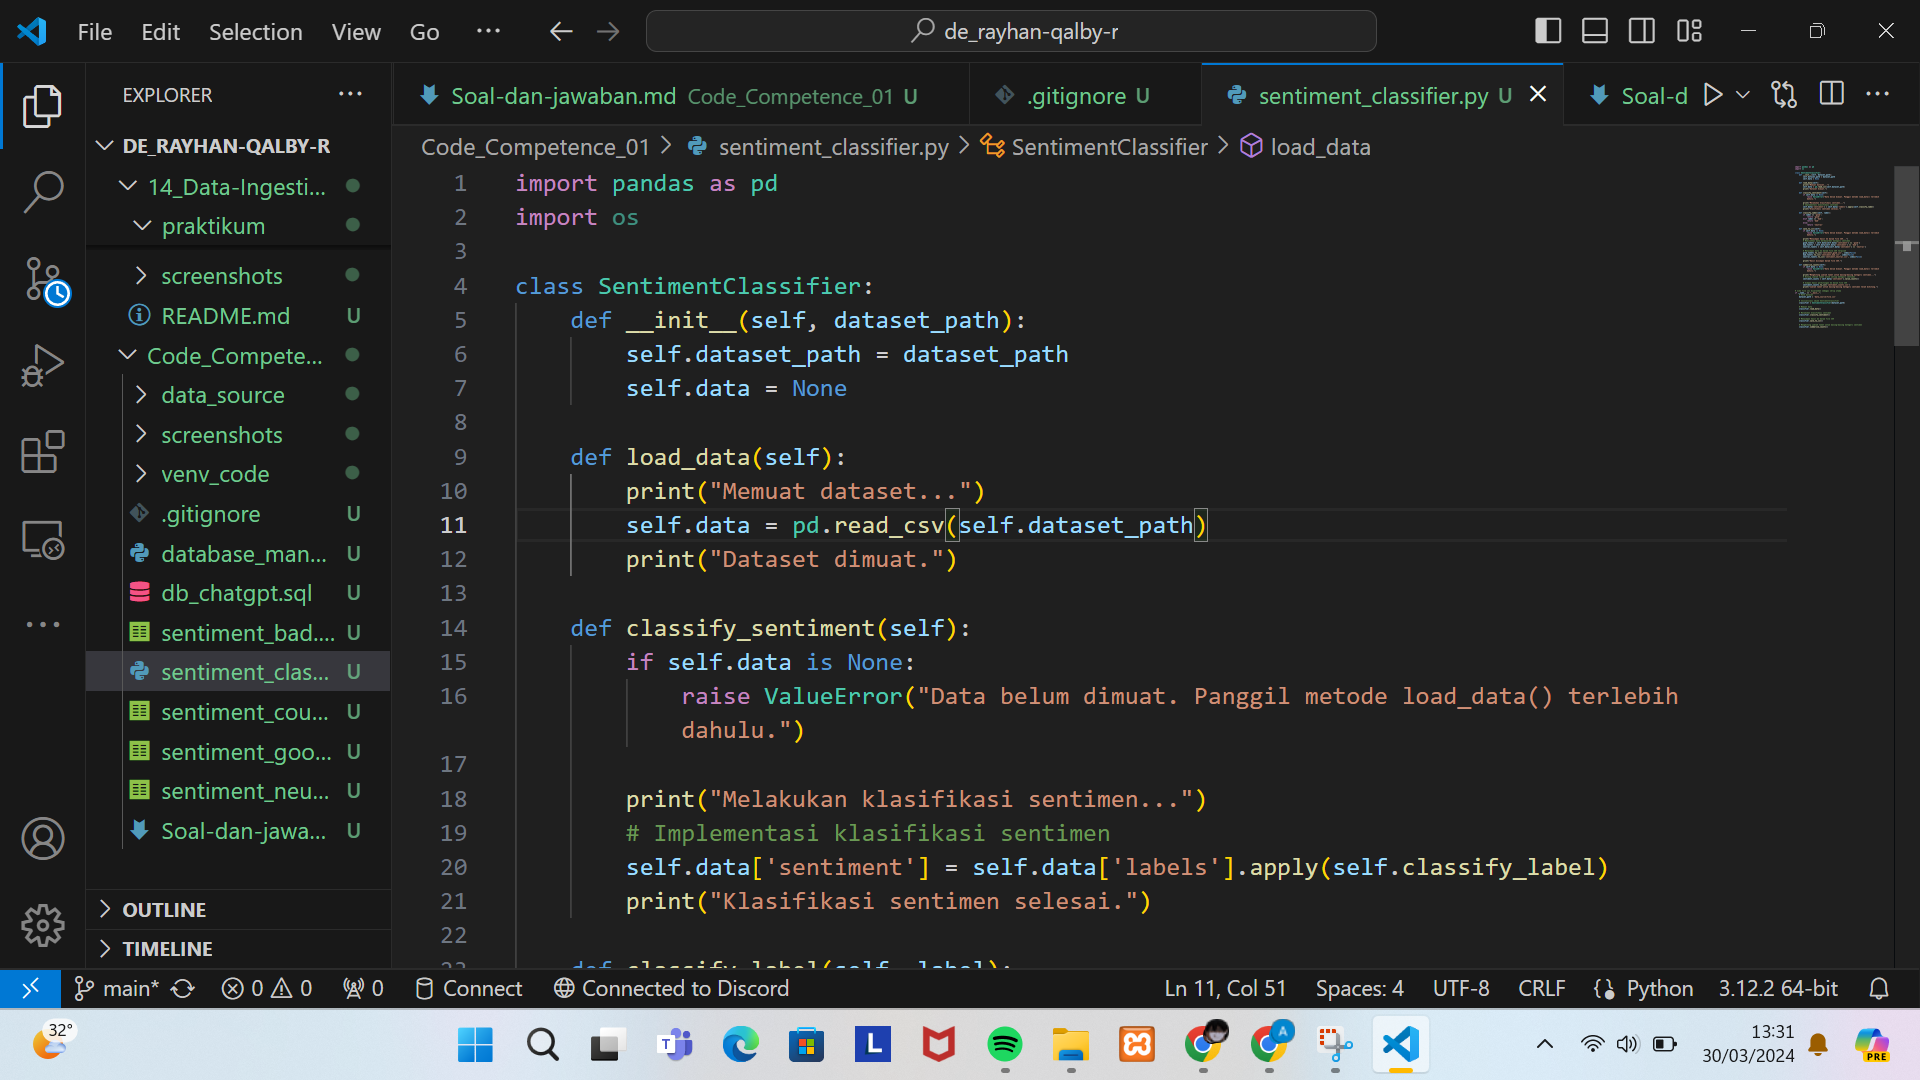 File Edit Selection View Go ...
de_rayhan-qalby-r
EXPLORER
Soal-dan-jawaban.md Code_Competence_01 U
.gitignore U
sentiment_classifier.py U
Soal-d
DE_RAYHAN-QALBY-R
14_Data-Ingesti...
praktikum
screenshots
README.md U
Code_Compete...
data_source
screenshots
venv_code
.gitignore U
database_man... U
db_chatgpt.sql U
sentiment_bad.... U
sentiment_clas... U
sentiment_cou... U
sentiment_goo... U
sentiment_neu... U
Soal-dan-jawa... U
OUTLINE
TIMELINE
Code_Competence_01 > sentiment_classifier.py > SentimentClassifier > load_data
1 import pandas as pd
2 import os
3
4 class SentimentClassifier:
5 def __init__(self, dataset_path):
6 self.dataset_path = dataset_path
7 self.data = None
8
9 def load_data(self):
10 print("Memuat dataset...")
11 self.data = pd.read_csv(self.dataset_path)
12 print("Dataset dimuat.")
13
14 def classify_sentiment(self):
15 if self.data is None:
16 raise ValueError("Data belum dimuat. Panggil metode load_data() terlebih
dahulu.")
17
18 print("Melakukan klasifikasi sentimen...")
19 # Implementasi klasifikasi sentimen
20 self.data['sentiment'] = self.data['labels'].apply(self.classify_label)
21 print("Klasifikasi sentimen selesai.")
22
23 def classify_label(self, label):
main* 0 0 0 Connect Connected to Discord Ln 11, Col 51 Spaces: 4 UTF-8 CRLF Python 3.12.2 64-bit
32°
T
L
A
13:31
30/03/2024
PRE